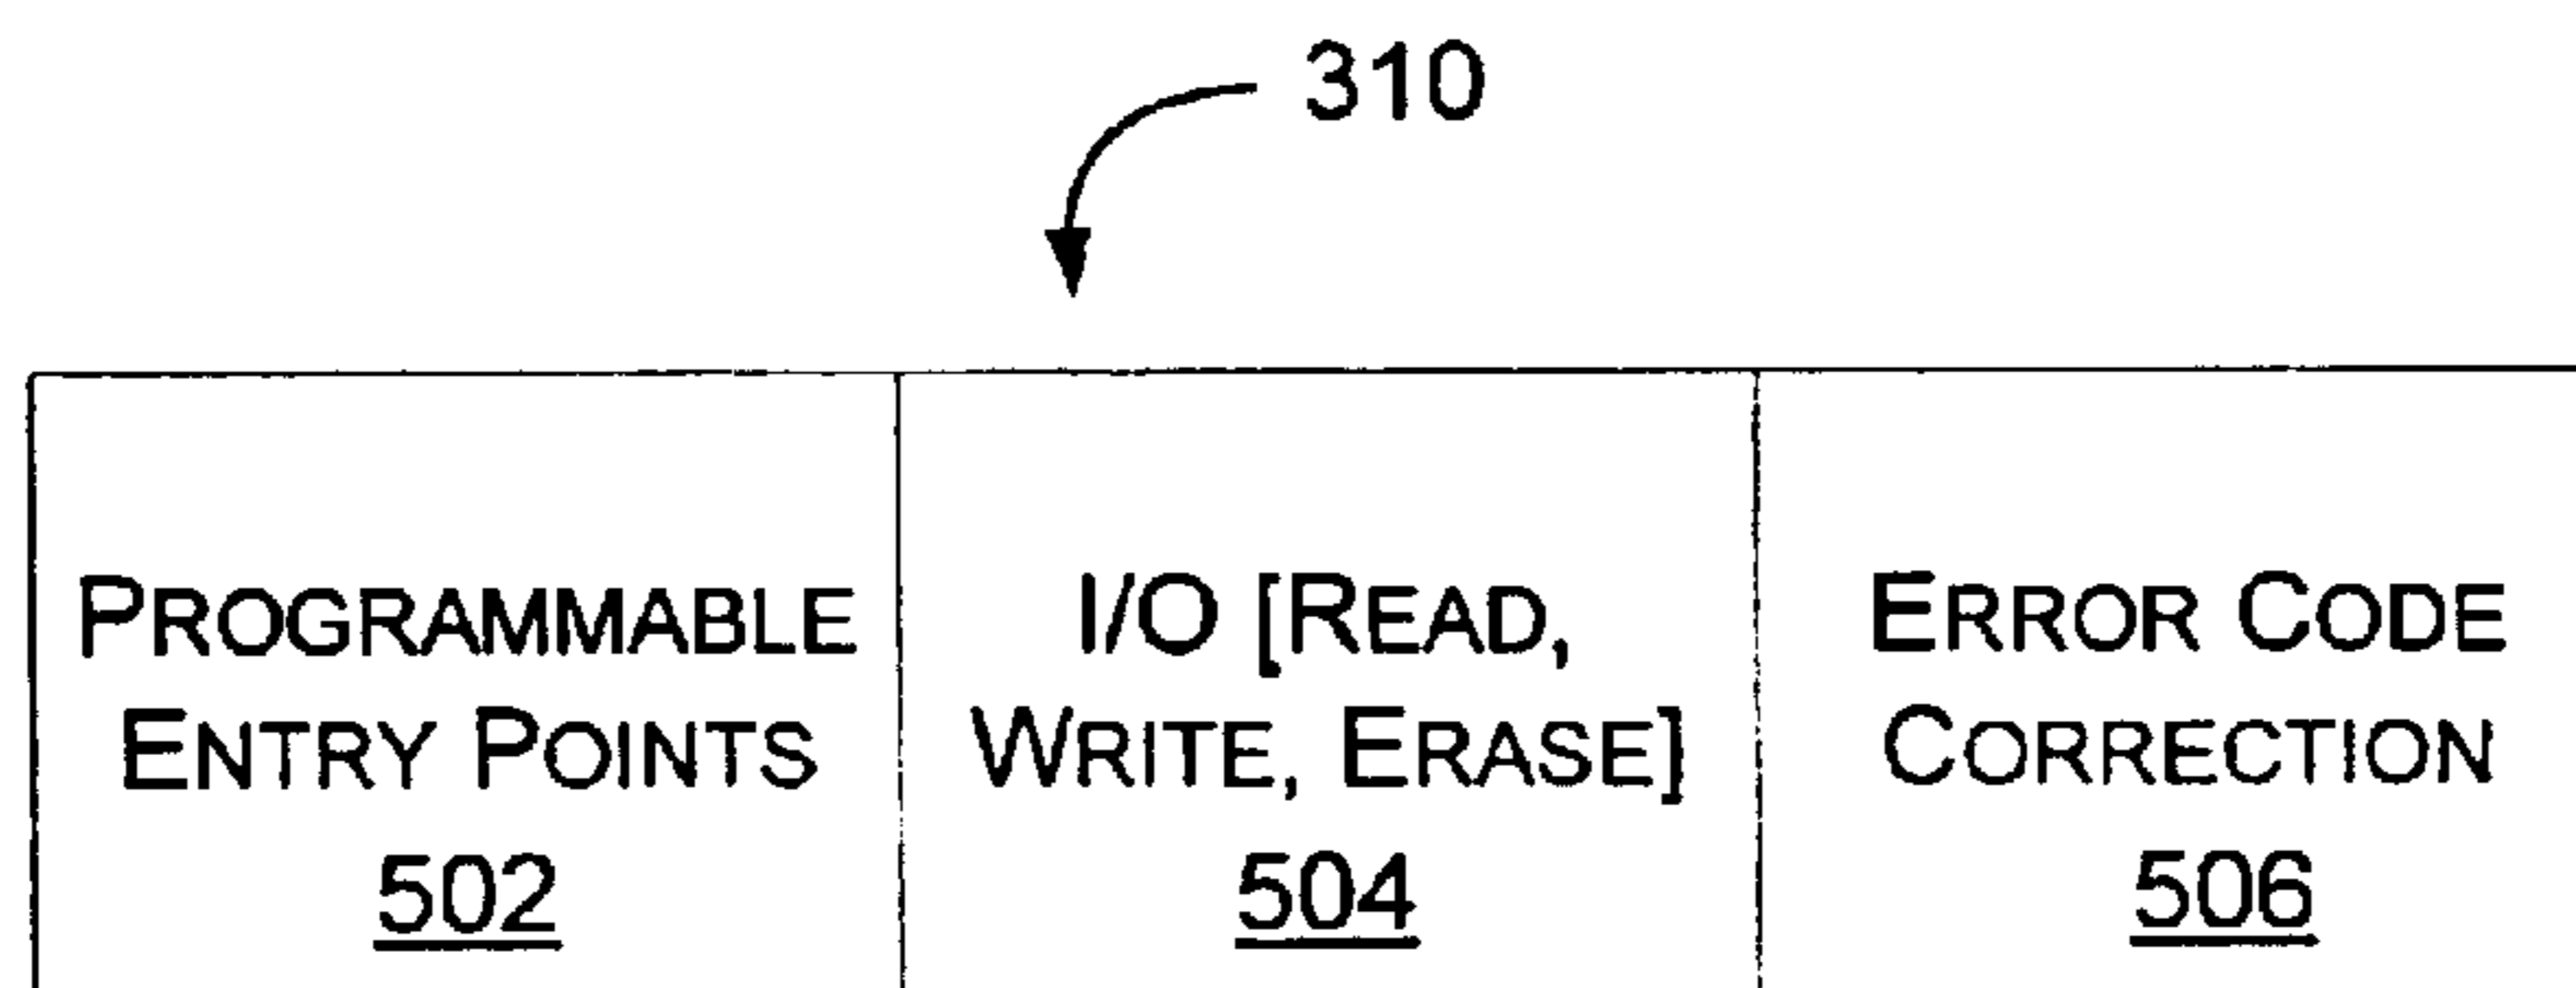 310
PROGRAMMABLE
ENTRY POINTS
502
I/O [READ,
WRITE, ERASE]
504
ERROR CODE
CORRECTION
506